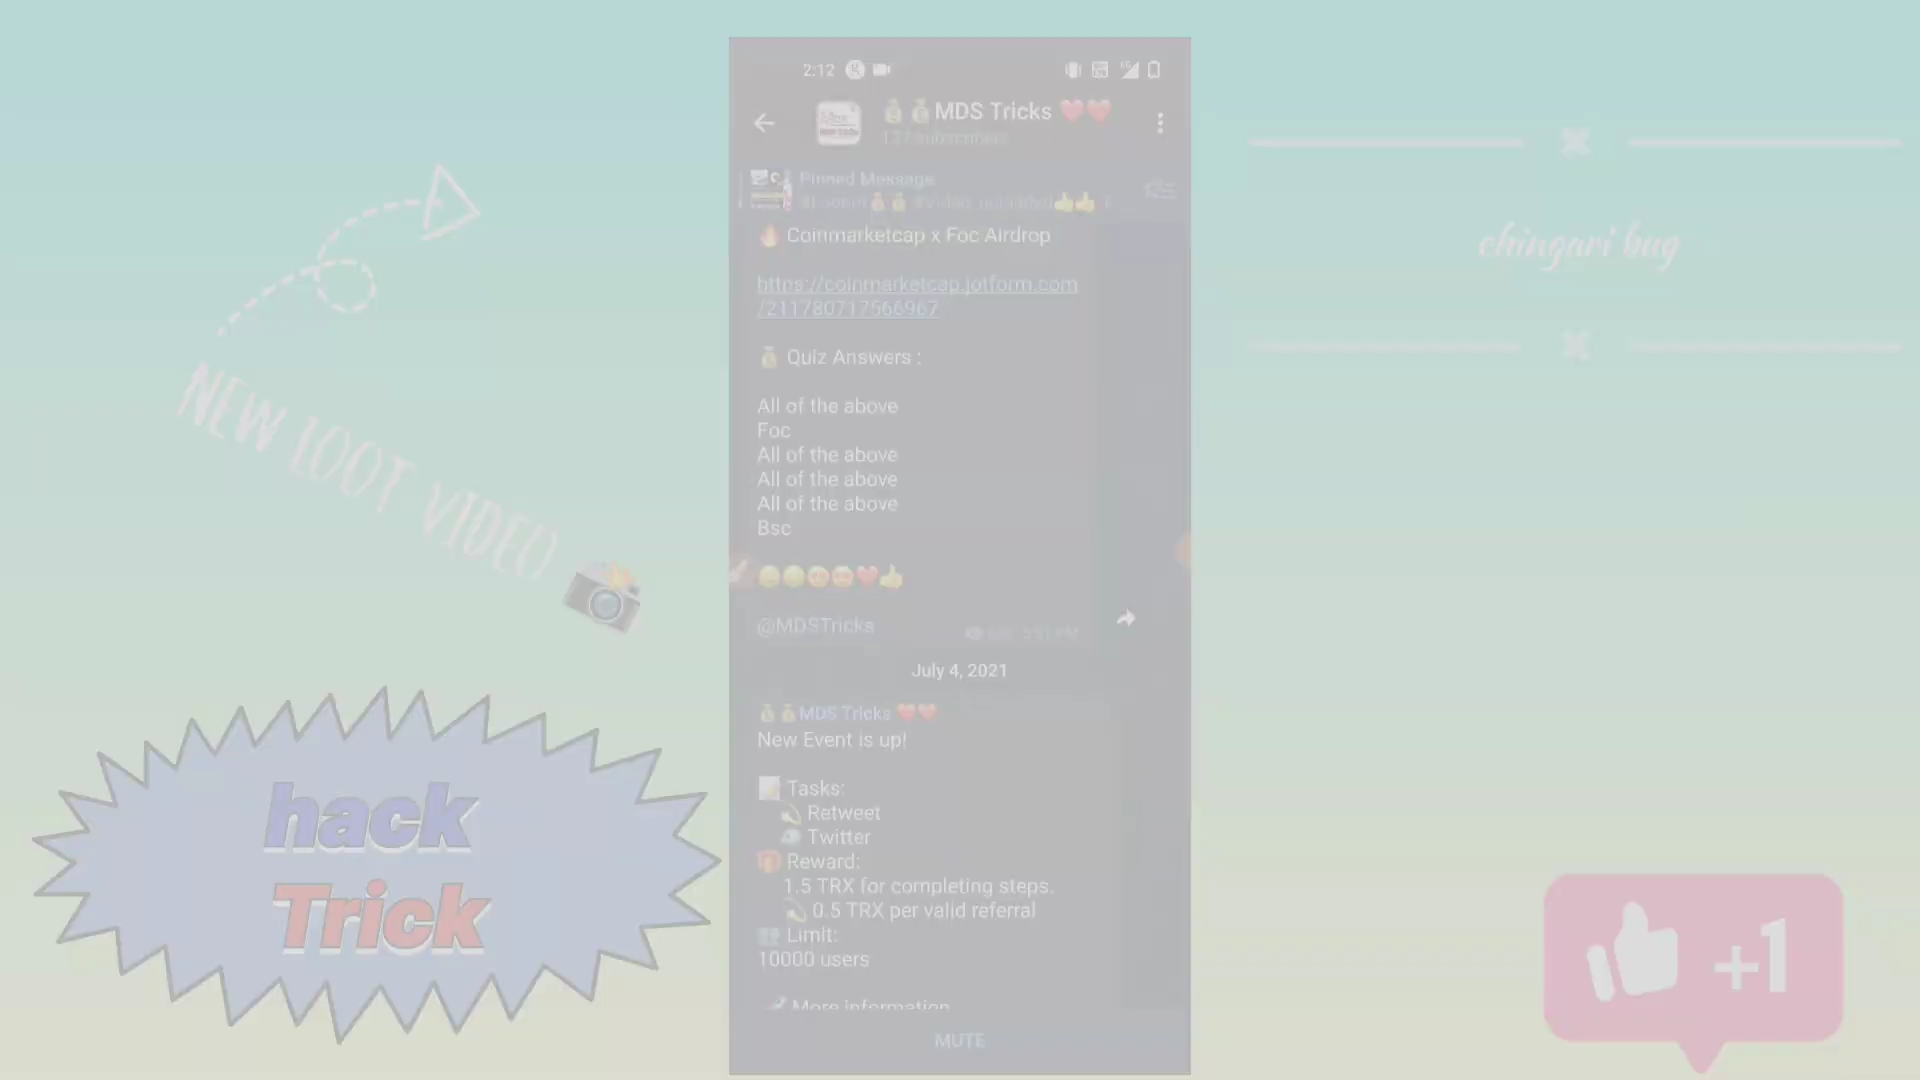 2:12
MDS Tricks
137 subscribers
Pinned Message
Coinmarketcap x Foc Airdrop
https://coinmarketcap.jotform.com
/211780717566967
Quiz Answers :
All of the above
Foc
All of the above
All of the above
All of the above
Bsc
@MDSTricks
July 4, 2021
MDS Tricks
New Event is up!
Tasks:
Retweet
Twitter
Reward:
1.5 TRX for completing steps.
0.5 TRX per valid referral
Limit:
10000 users
More information
MUTE
NEW LOOT VIDEO
hack
Trick
chingari bug
+1